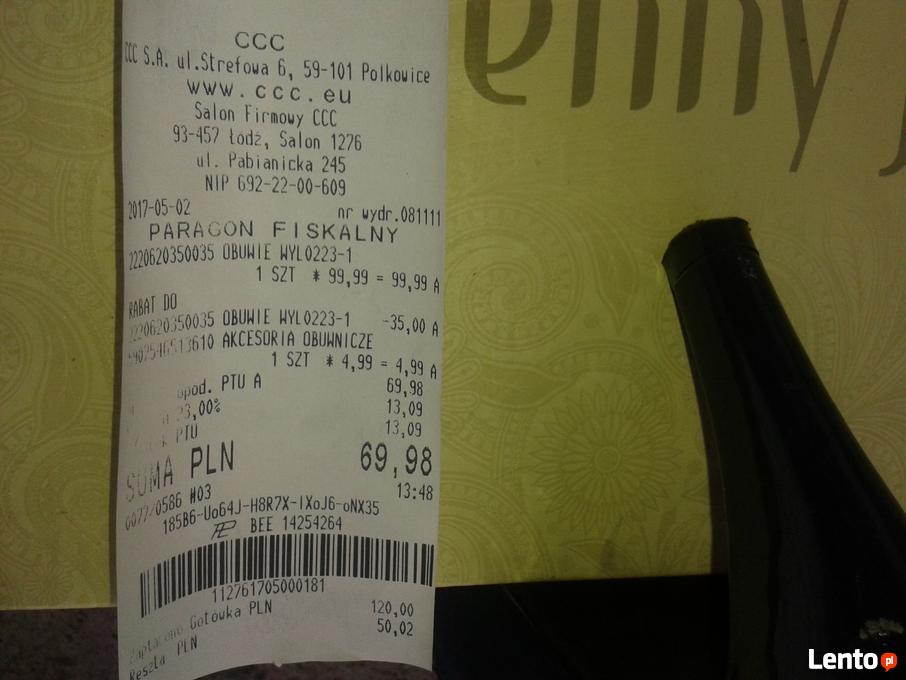 CCC
CCC S.A. ul.Strefowa 6, 59-101 Polkowice
www.ccc.eu
Salon Firmowy CCC
93-457 Łódź, Salon 1276
ul. Pabianicka 245
NIP 692-22-00-609
2017-05-02 nr wydr.081111
PARAGON FISKALNY
2220620350035 OBUWIE WYL0223-1
1 SZT * 99,99 = 99,99 A
RABAT DO
2220620350035 OBUWIE WYL0223-1 -35,00 A
AKCESORIA OBUWNICZE
1 SZT * 4,99 = 4,99 A
opod. PTU A 69,98
23,00% 13,09
PTU 13,09
SUMA PLN 69,98
0077/0586 #03 13:48
185B6-Uo64J-H8R7X-IXoJ6-oNX35
BEE 14254264
112761705000181
Zapłacono Gotówka PLN 120,00
Reszta PLN 50,02
enny
Lento pl